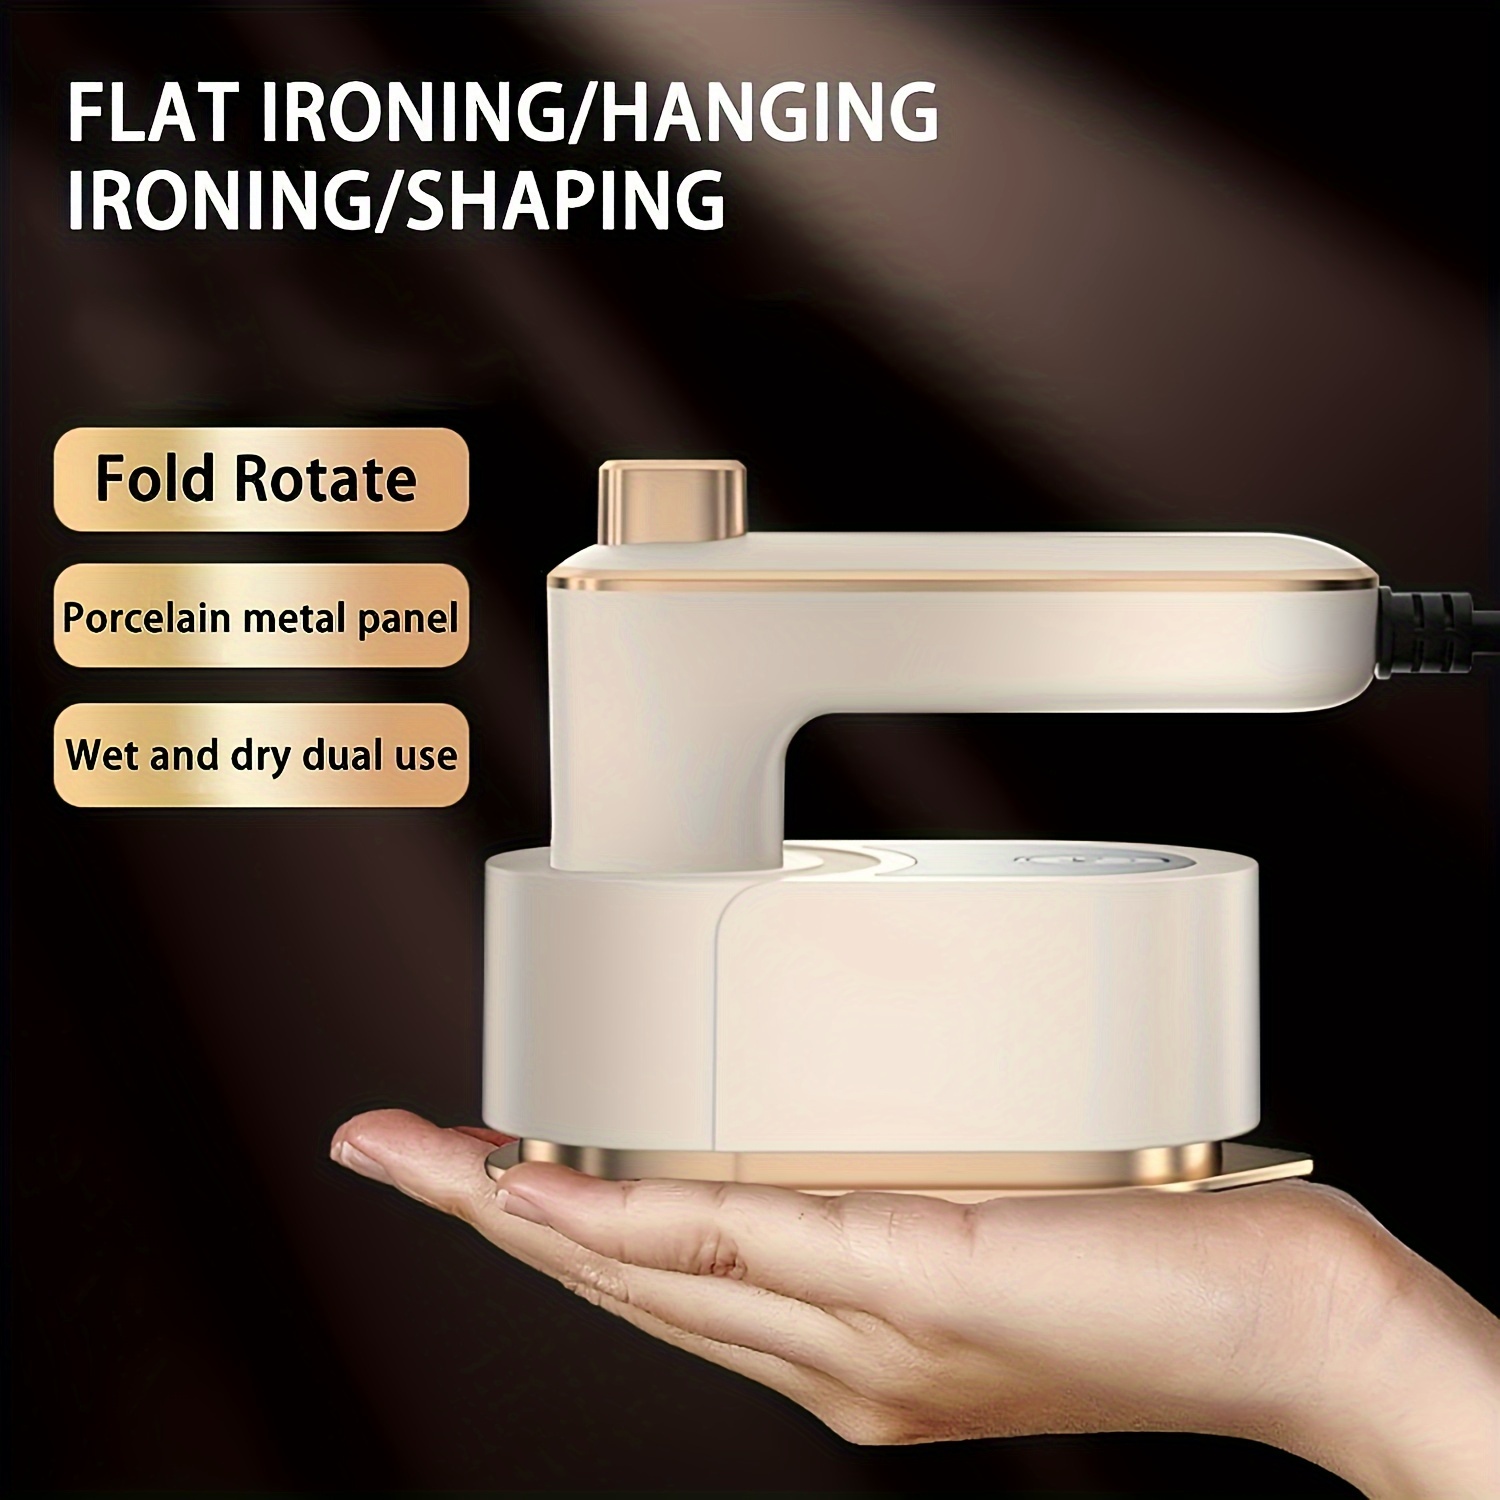 FLAT IRONING/HANGING
IRONING/SHAPING
Fold Rotate
Porcelain metal panel
Wet and dry dual use